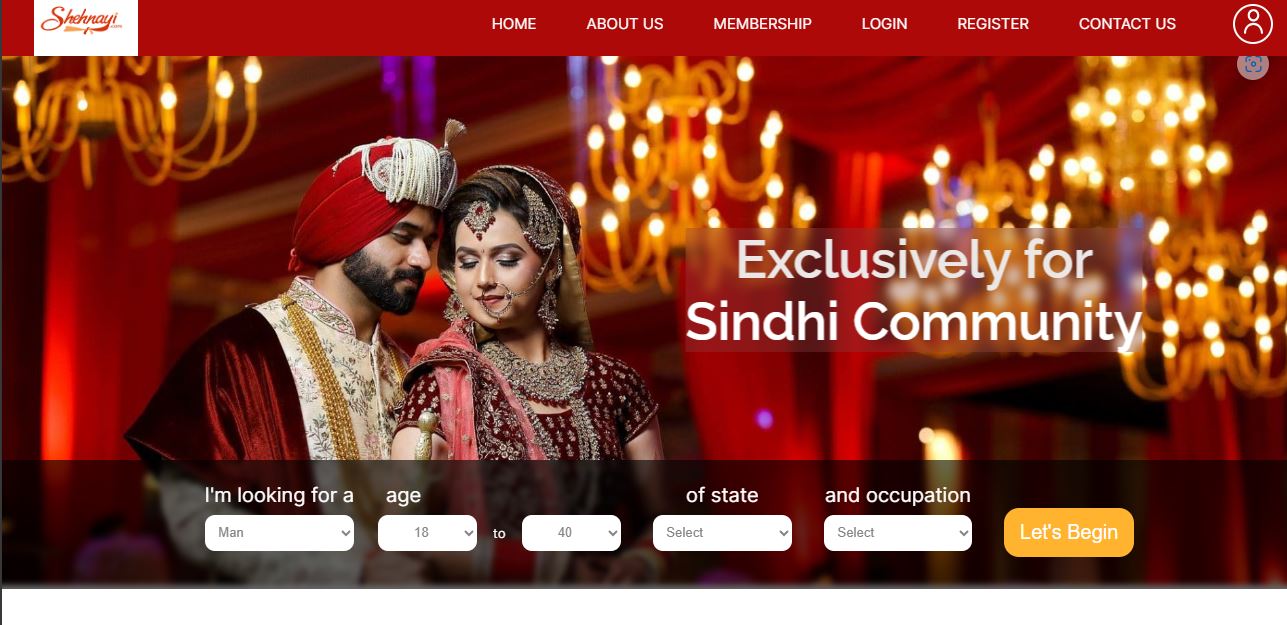 Shehnayi
HOME ABOUT US MEMBERSHIP LOGIN REGISTER CONTACT US
Exclusively for
Sindhi Community
I'm looking for a age of state and occupation
Man 18 to 40 Select Select Let's Begin